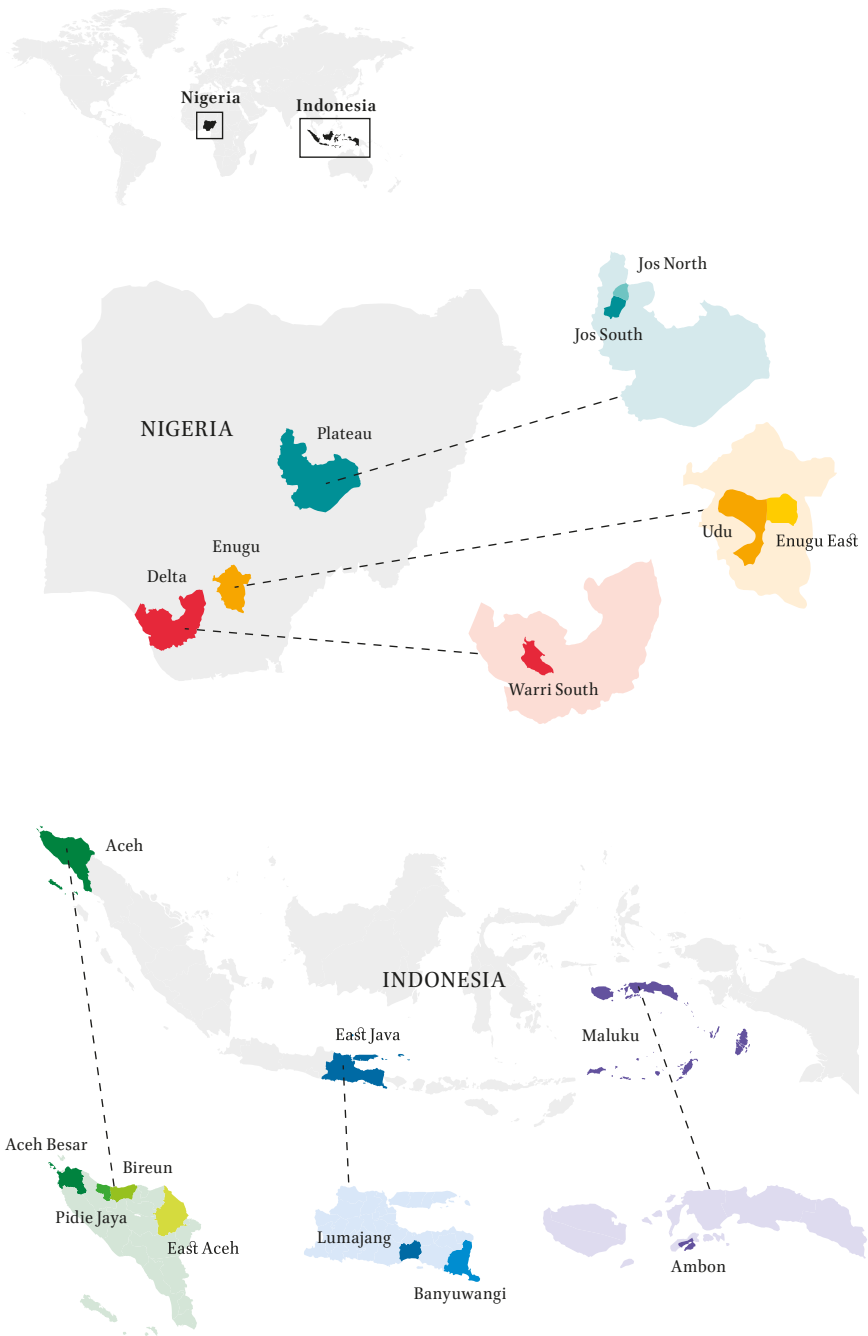 Nigeria
Indonesia
Jos North
Jos South
NIGERIA
Plateau
Udu
Enugu East
Enugu
Delta
Warri South
Aceh
INDONESIA
East Java
Maluku
Aceh Besar
Bireun
Pidie Jaya
East Aceh
Lumajang
Banyuwangi
Ambon